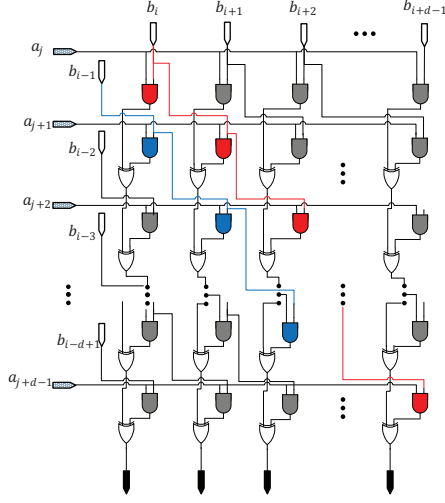 b_i b_{i+1} b_{i+2} b_{i+d-1}
a_j
b_{i-1}
a_{j+1}
b_{i-2}
a_{j+2}
b_{i-3}
b_{i-d+1}
a_{j+d-1}